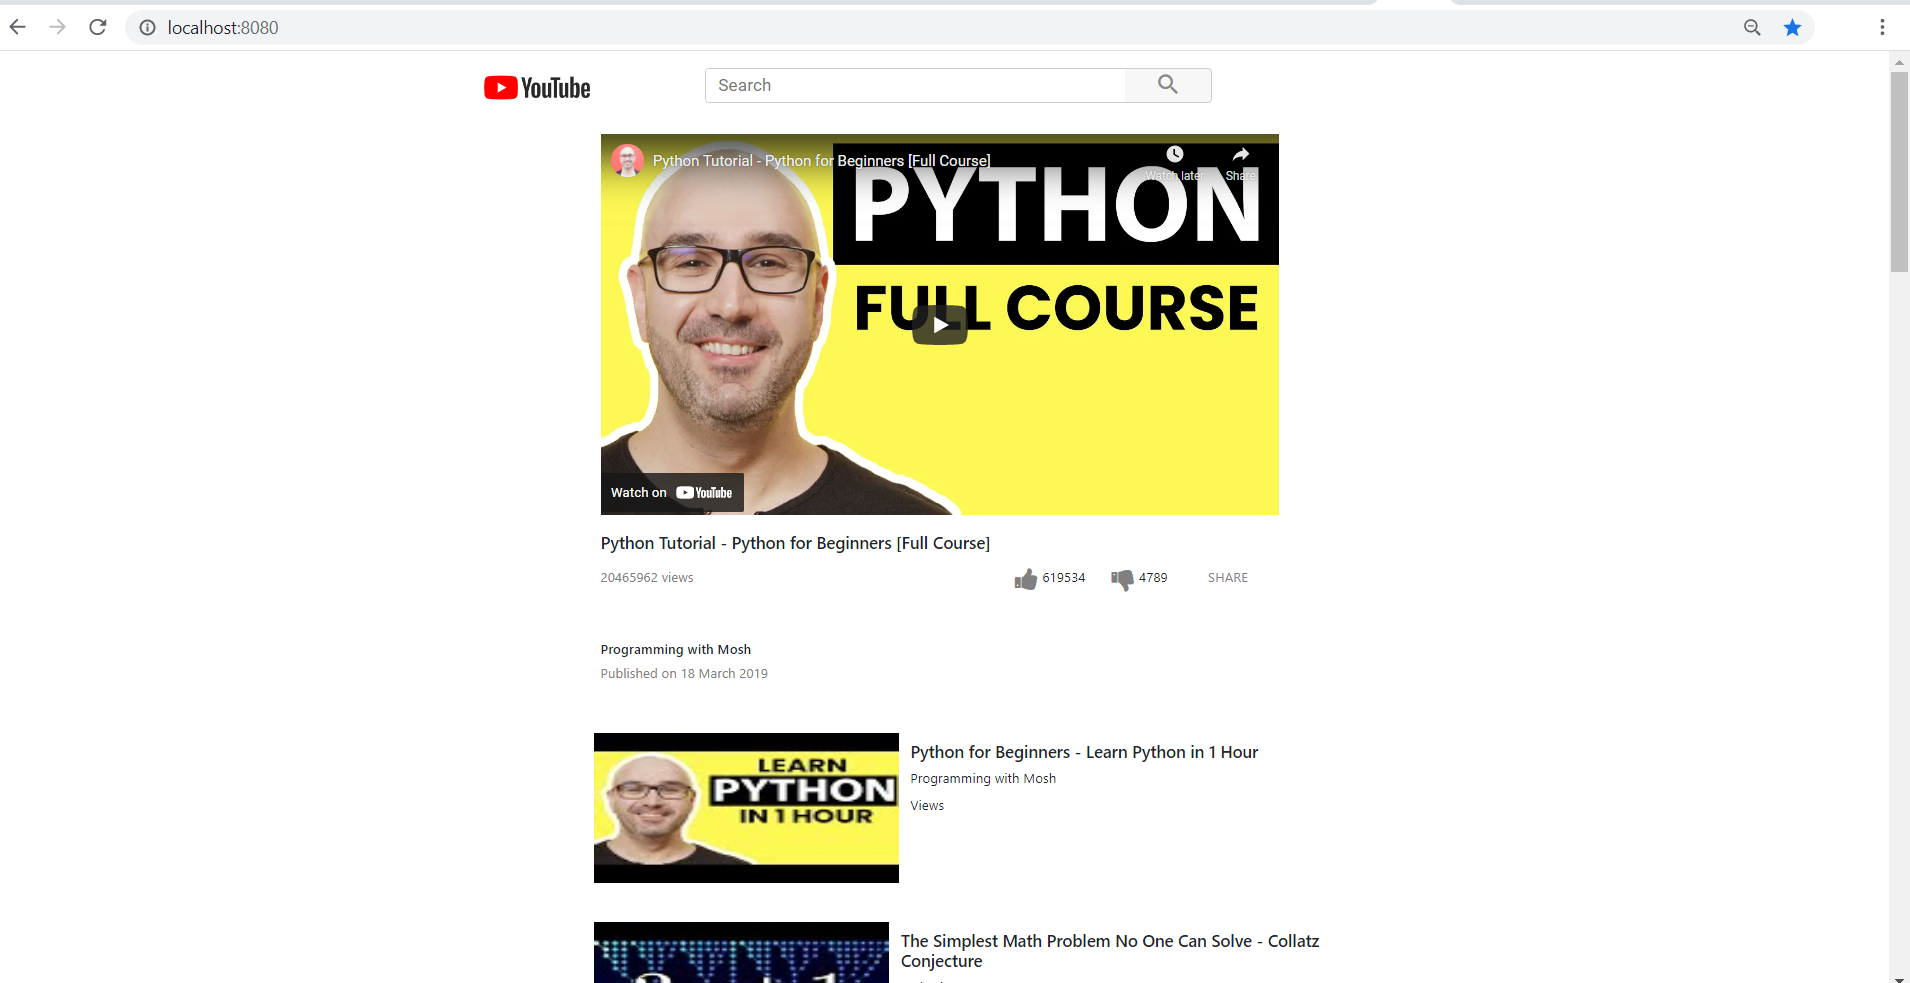 localhost:8080
YouTube
Search
Python Tutorial - Python for Beginners [Full Course]
Watch later
Share
PYTHON
FULL COURSE
Watch on YouTube
Python Tutorial - Python for Beginners [Full Course]
20465962 views
619534
4789
SHARE
Programming with Mosh
Published on 18 March 2019
LEARN
PYTHON
IN 1 HOUR
Python for Beginners - Learn Python in 1 Hour
Programming with Mosh
Views
The Simplest Math Problem No One Can Solve - Collatz
Conjecture